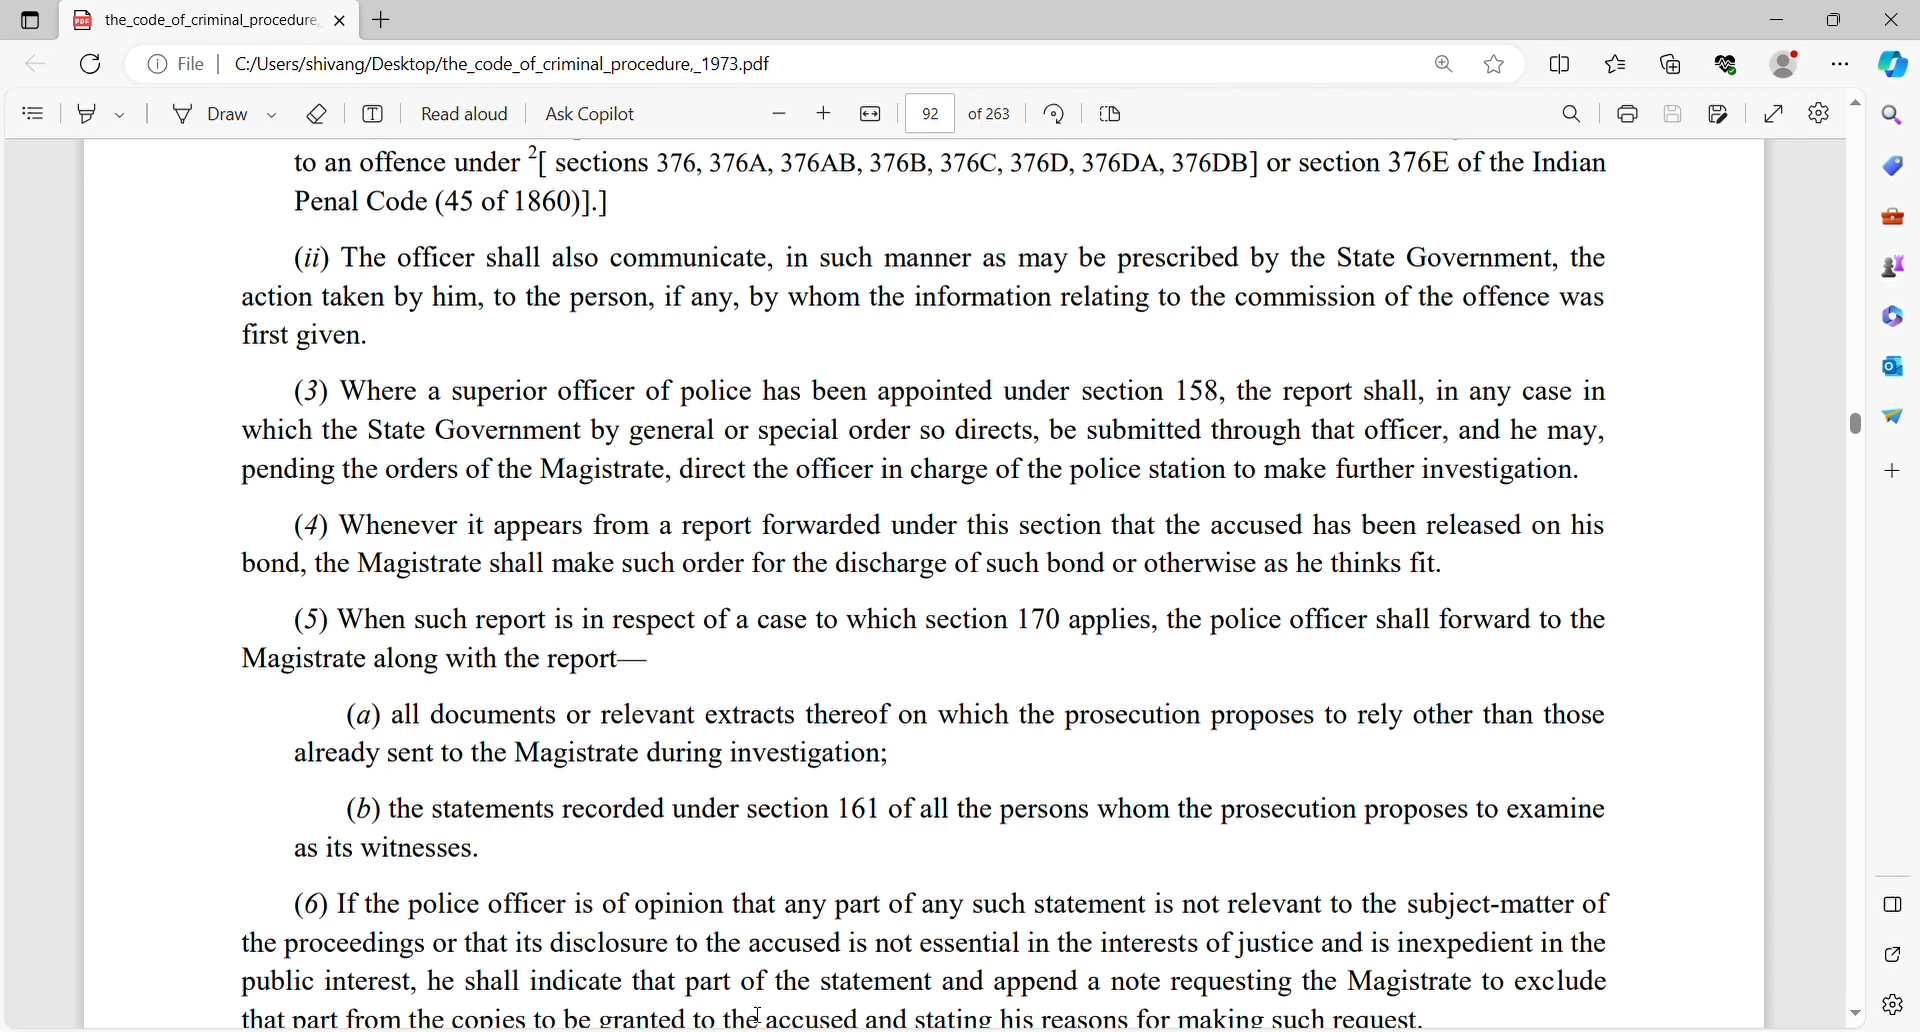 the_code_of_criminal_procedure,
File C:/Users/shivang/Desktop/the_code_of_criminal_procedure,_1973.pdf
Draw Read aloud Ask Copilot 92 of 263
to an offence under 2[ sections 376, 376A, 376AB, 376B, 376C, 376D, 376DA, 376DB] or section 376E of the Indian
Penal Code (45 of 1860)].]
(ii) The officer shall also communicate, in such manner as may be prescribed by the State Government, the
action taken by him, to the person, if any, by whom the information relating to the commission of the offence was
first given.
(3) Where a superior officer of police has been appointed under section 158, the report shall, in any case in
which the State Government by general or special order so directs, be submitted through that officer, and he may,
pending the orders of the Magistrate, direct the officer in charge of the police station to make further investigation.
(4) Whenever it appears from a report forwarded under this section that the accused has been released on his
bond, the Magistrate shall make such order for the discharge of such bond or otherwise as he thinks fit.
(5) When such report is in respect of a case to which section 170 applies, the police officer shall forward to the
Magistrate along with the report—
(a) all documents or relevant extracts thereof on which the prosecution proposes to rely other than those
already sent to the Magistrate during investigation;
(b) the statements recorded under section 161 of all the persons whom the prosecution proposes to examine
as its witnesses.
(6) If the police officer is of opinion that any part of any such statement is not relevant to the subject-matter of
the proceedings or that its disclosure to the accused is not essential in the interests of justice and is inexpedient in the
public interest, he shall indicate that part of the statement and append a note requesting the Magistrate to exclude
that part from the copies to be granted to the accused and stating his reasons for making such request.